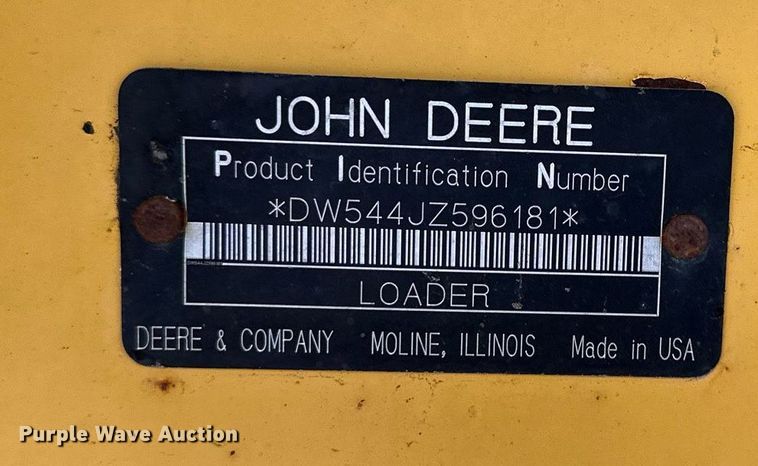 JOHN DEERE
Product Identification Number
*DW544JZ596181*
LOADER
DEERE & COMPANY MOLINE, ILLINOIS Made in USA
Purple Wave Auction